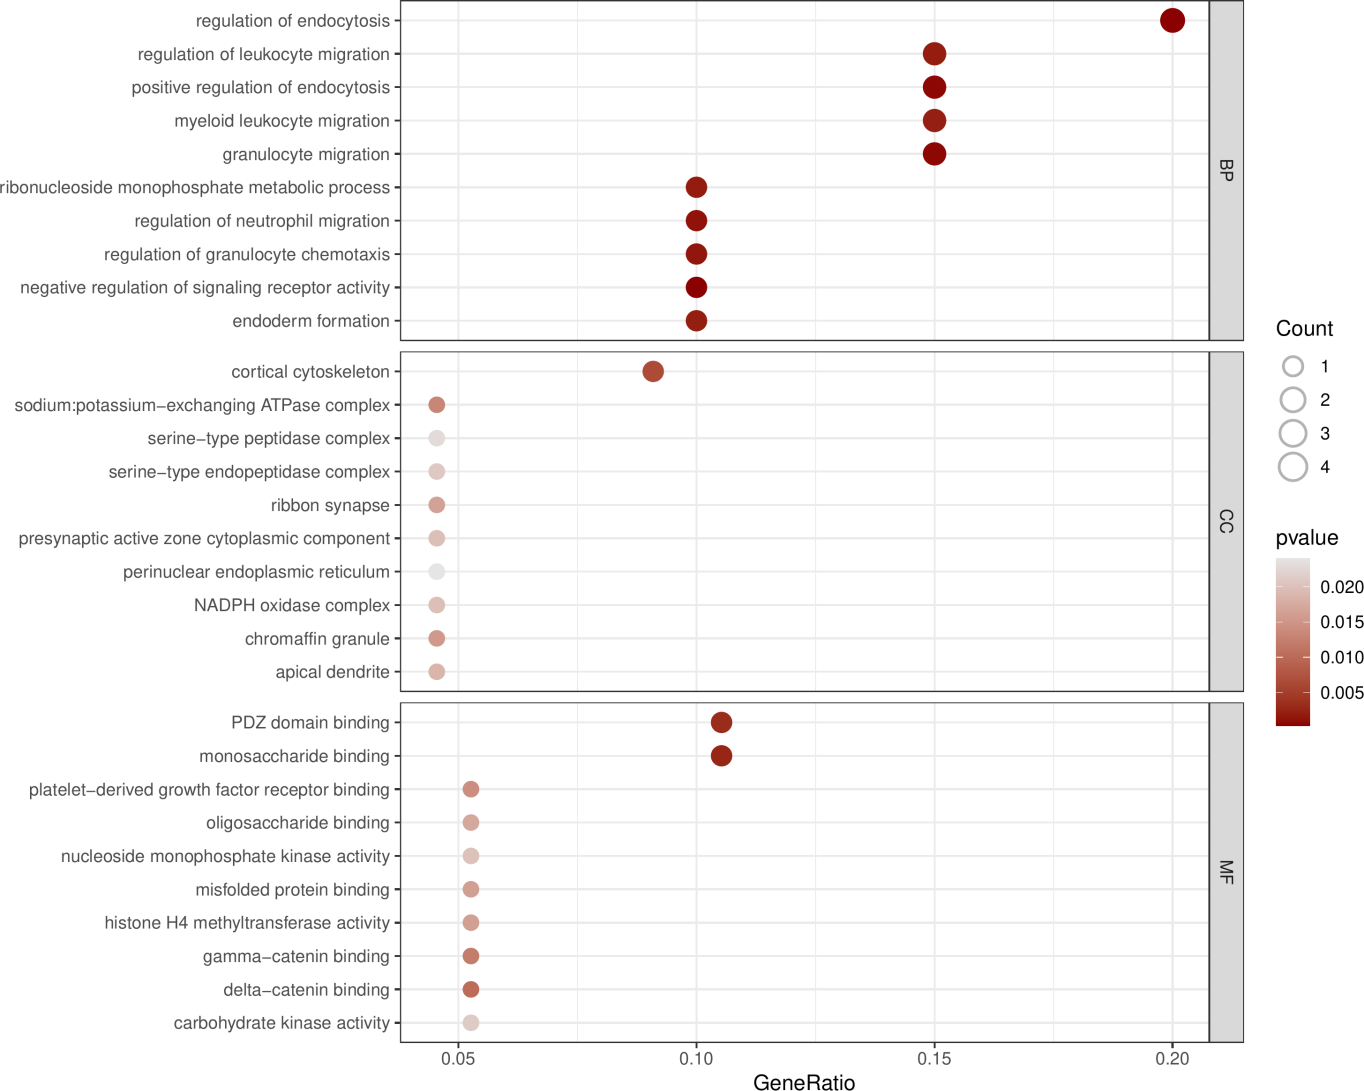 regulation of endocytosis
regulation of leukocyte migration
positive regulation of endocytosis
myeloid leukocyte migration
granulocyte migration
ribonucleoside monophosphate metabolic process
regulation of neutrophil migration
regulation of granulocyte chemotaxis
negative regulation of signaling receptor activity
endoderm formation
BP
cortical cytoskeleton
sodium:potassium−exchanging ATPase complex
serine−type peptidase complex
serine−type endopeptidase complex
ribbon synapse
presynaptic active zone cytoplasmic component
perinuclear endoplasmic reticulum
NADPH oxidase complex
chromaffin granule
apical dendrite
CC
PDZ domain binding
monosaccharide binding
platelet−derived growth factor receptor binding
oligosaccharide binding
nucleoside monophosphate kinase activity
misfolded protein binding
histone H4 methyltransferase activity
gamma−catenin binding
delta−catenin binding
carbohydrate kinase activity
MF
0.05 0.10 0.15 0.20
GeneRatio
Count
1
2
3
4
pvalue
0.020
0.015
0.010
0.005